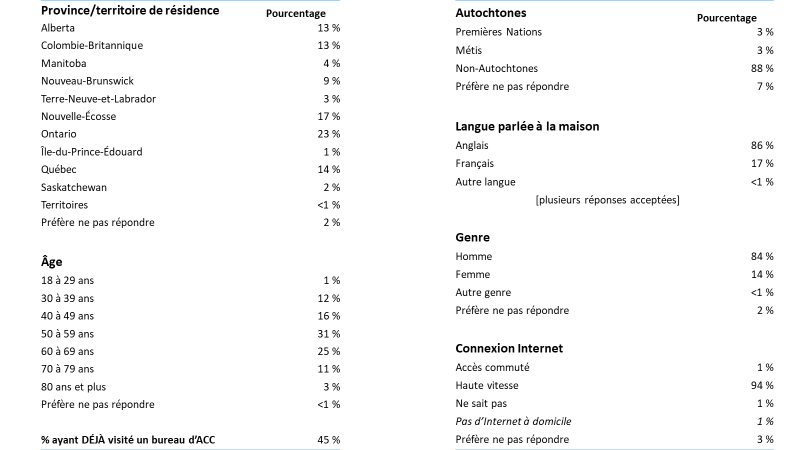 Province/territoire de résidence Pourcentage
Alberta 13 %
Colombie-Britannique 13 %
Manitoba 4 %
Nouveau-Brunswick 9 %
Terre-Neuve-et-Labrador 3 %
Nouvelle-Écosse 17 %
Ontario 23 %
Île-du-Prince-Édouard 1 %
Québec 14 %
Saskatchewan 2 %
Territoires <1 %
Préfère ne pas répondre 2 %
Âge
18 à 29 ans 1 %
30 à 39 ans 12 %
40 à 49 ans 16 %
50 à 59 ans 31 %
60 à 69 ans 25 %
70 à 79 ans 11 %
80 ans et plus 3 %
Préfère ne pas répondre <1 %
% ayant DÉJÀ visité un bureau d'ACC 45 %
Autochtones Pourcentage
Premières Nations 3 %
Métis 3 %
Non-Autochtones 88 %
Préfère ne pas répondre 7 %
Langue parlée à la maison
Anglais 86 %
Français 17 %
Autre langue <1 %
[plusieurs réponses acceptées]
Genre
Homme 84 %
Femme 14 %
Autre genre <1 %
Préfère ne pas répondre 2 %
Connexion Internet
Accès commuté 1 %
Haute vitesse 94 %
Ne sait pas 1 %
Pas d'Internet à domicile 1 %
Préfère ne pas répondre 3 %